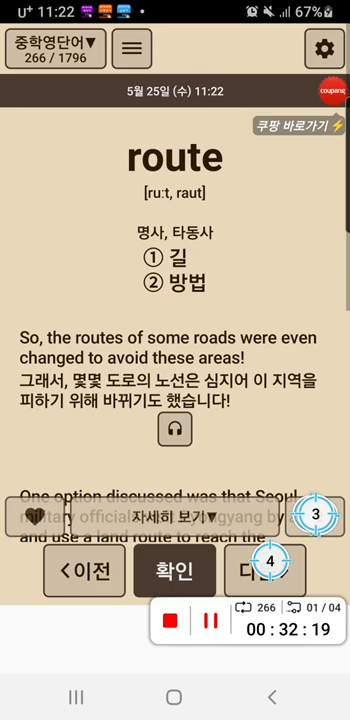 U+ 11:22 67%
중학영단어▼
266 / 1796
5월 25일 (수) 11:22
coupang
쿠팡 바로가기⚡
route
[ruːt, raut]
명사, 타동사
① 길
② 방법
So, the routes of some roads were even
changed to avoid these areas!
그래서, 몇몇 도로의 노선은 심지어 이 지역을
피하기 위해 바뀌기도 했습니다!
One option discussed was that Seoul
military
자세히 보기▼
3
and use a land route to reach the
<이전
확인
4
266
01 / 04
00 : 32 : 19